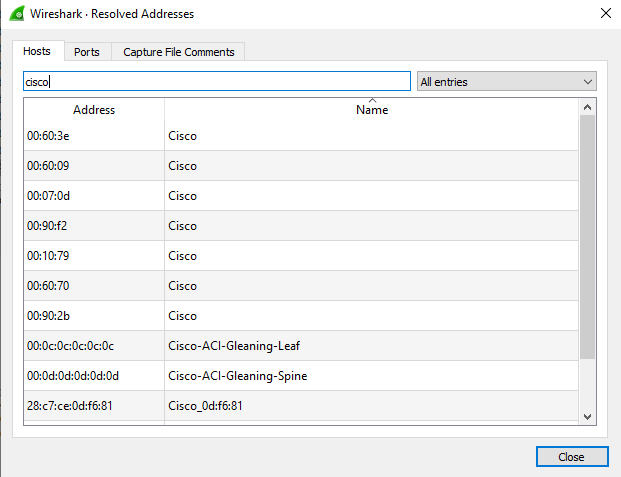 Wireshark · Resolved Addresses
Hosts Ports Capture File Comments
cisco All entries
Address Name
00:60:3e Cisco
00:60:09 Cisco
00:07:0d Cisco
00:90:f2 Cisco
00:10:79 Cisco
00:60:70 Cisco
00:90:2b Cisco
00:0c:0c:0c:0c:0c Cisco-ACI-Gleaning-Leaf
00:0d:0d:0d:0d:0d Cisco-ACI-Gleaning-Spine
28:c7:ce:0d:f6:81 Cisco_0d:f6:81
Close